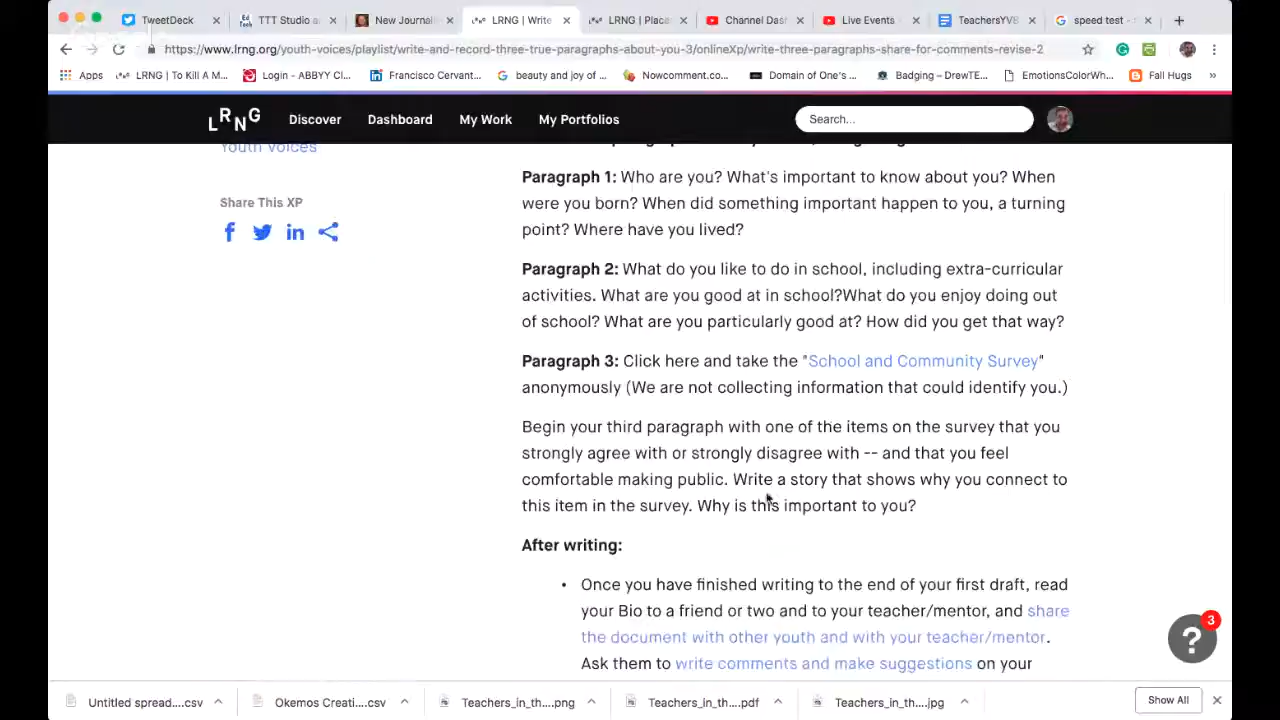 TweetDeck
TTT Studio a
New Journali
LRNG | Write
LRNG | Placa
Channel Das
Live Events
TeachersYV8
speed test -
https://www.lrng.org/youth-voices/playlist/write-and-record-three-true-paragraphs-about-you-3/onlineXp/write-three-paragraphs-share-for-comments-revise-2
Apps
LRNG | To Kill A M...
Login - ABBYY Cl...
Francisco Cervant...
beauty and joy of ...
Nowcomment.co...
Domain of One's ...
Badging – DrewTE...
EmotionsColorWh...
Fall Hugs
»
LRNG
Discover
Dashboard
My Work
My Portfolios
Search...
Youth Voices
Share This XP
Paragraph 1: Who are you? What's important to know about you? When
were you born? When did something important happen to you, a turning
point? Where have you lived?
Paragraph 2: What do you like to do in school, including extra-curricular
activities. What are you good at in school?What do you enjoy doing out
of school? What are you particularly good at? How did you get that way?
Paragraph 3: Click here and take the "School and Community Survey"
anonymously (We are not collecting information that could identify you.)
Begin your third paragraph with one of the items on the survey that you
strongly agree with or strongly disagree with -- and that you feel
comfortable making public. Write a story that shows why you connect to
this item in the survey. Why is this important to you?
After writing:
• Once you have finished writing to the end of your first draft, read
your Bio to a friend or two and to your teacher/mentor, and share
the document with other youth and with your teacher/mentor.
Ask them to write comments and make suggestions on your
3
?
Untitled spread....csv
Okemos Creati....csv
Teachers_in_th....png
Teachers_in_th....pdf
Teachers_in_th....jpg
Show All